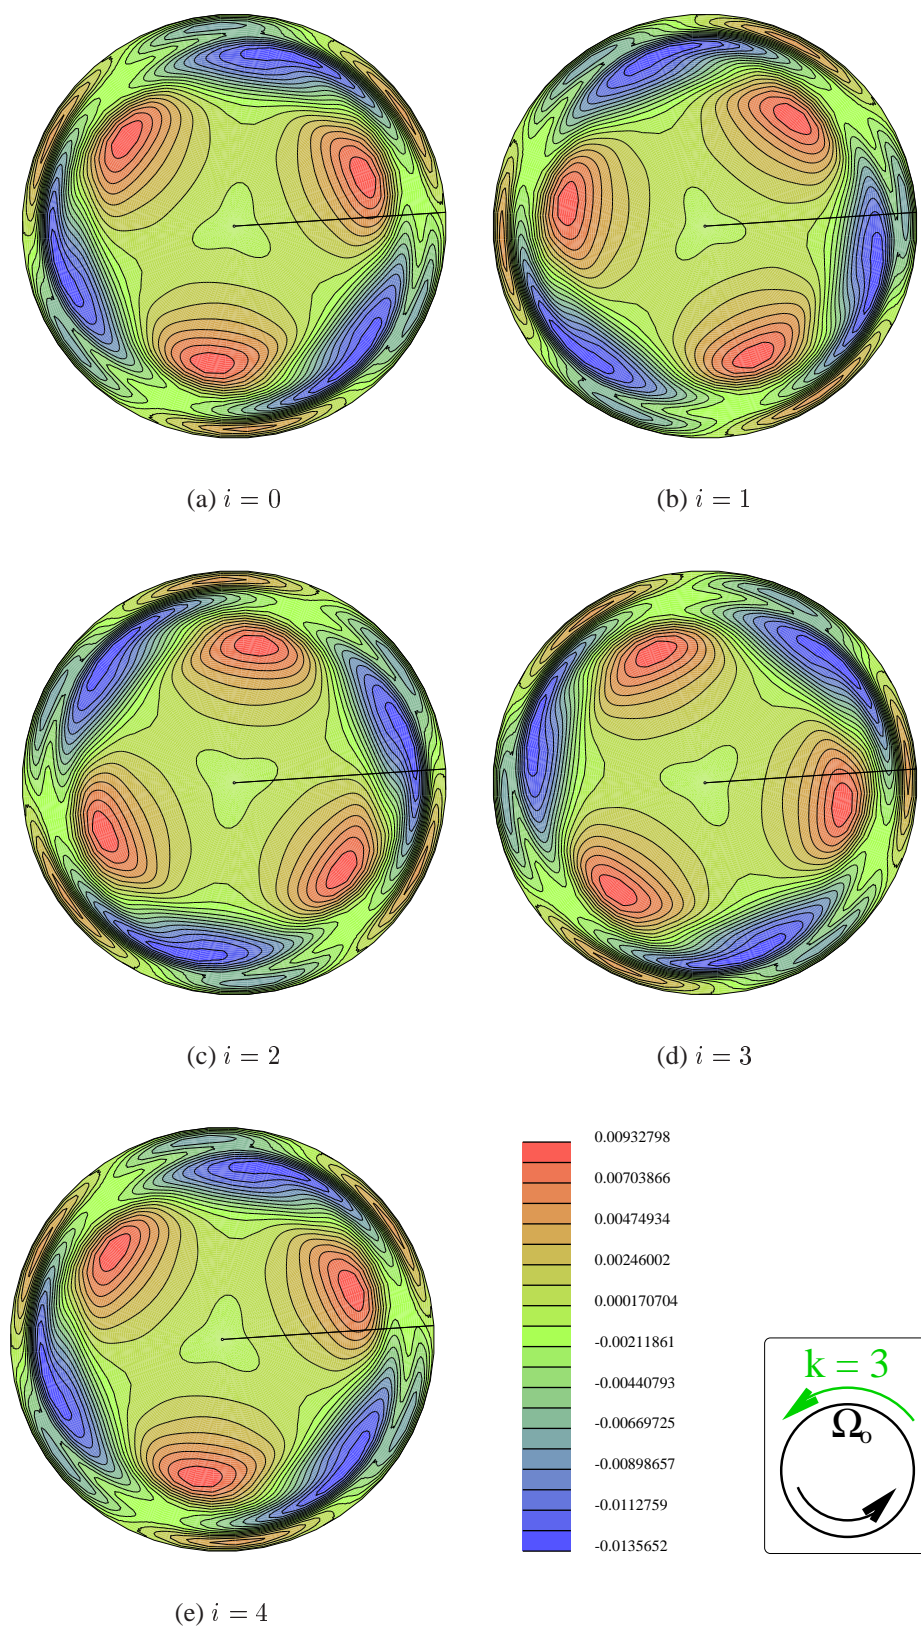 (a) i = 0
(b) i = 1
(c) i = 2
(d) i = 3
0.00932798
0.00703866
0.00474934
0.00246002
0.000170704
-0.00211861
-0.00440793
-0.00669725
-0.00898657
-0.0112759
-0.0135652
k = 3
Ωo
(e) i = 4